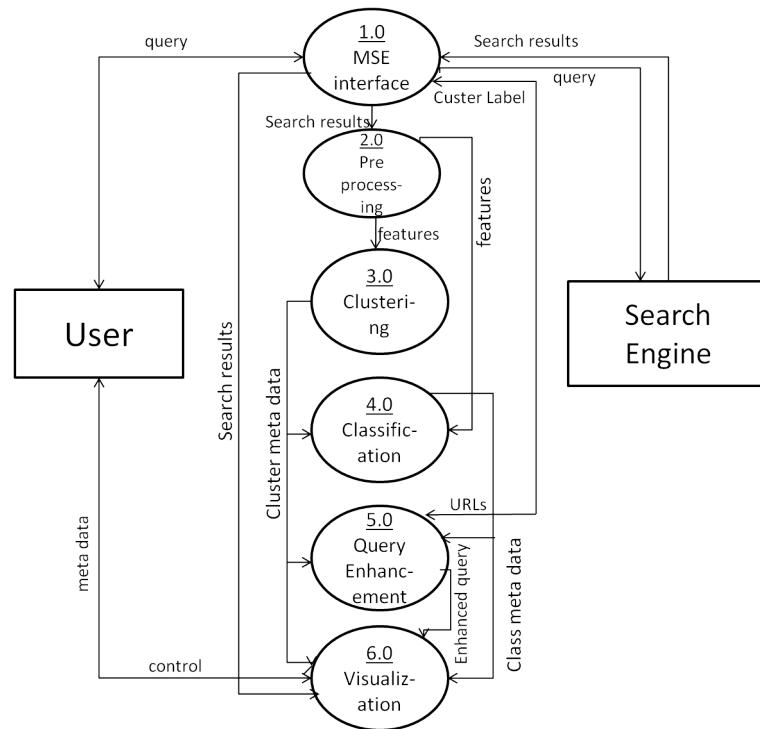 1.0
MSE
interface
query
Search results
query
Custer Label
Search results
2.0
Pre
process-
ing
features
features
3.0
Clusteri-
ng
User
Search
Engine
Search results
Cluster meta data
4.0
Classific-
ation
URLs
5.0
Query
Enhanc-
ement
Enhanced query
Class meta data
meta data
control
6.0
Visualiz-
ation